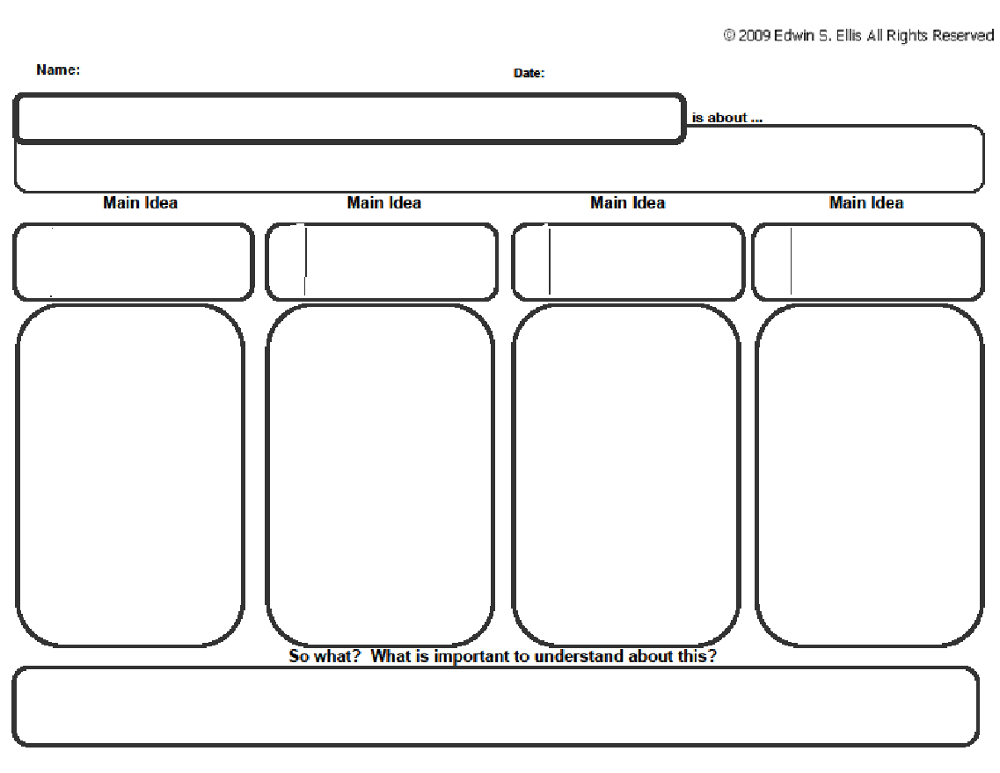 © 2009 Edwin S. Ellis All Rights Reserved
Name: Date:
is about ...
Main Idea Main Idea Main Idea Main Idea
So what? What is important to understand about this?